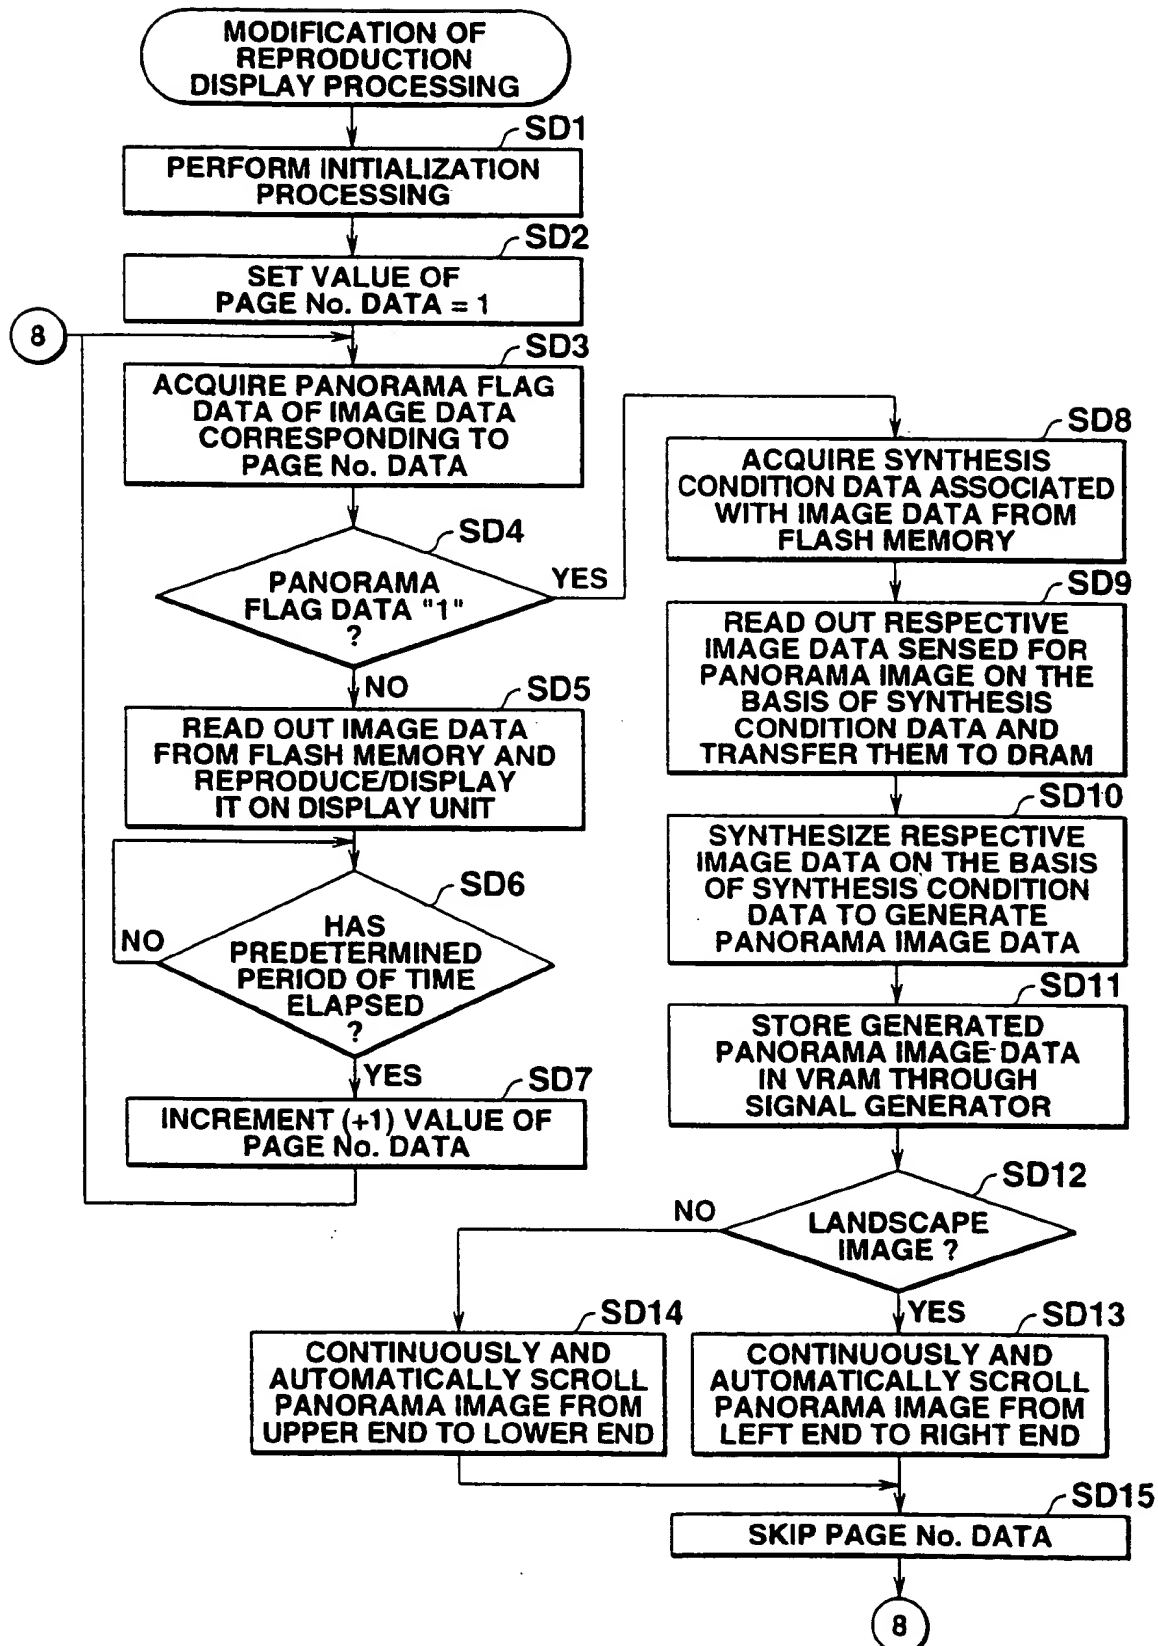 MODIFICATION OF
REPRODUCTION
DISPLAY PROCESSING
SD1
PERFORM INITIALIZATION
PROCESSING
SD2
SET VALUE OF
PAGE No. DATA = 1
8
SD3
ACQUIRE PANORAMA FLAG
DATA OF IMAGE DATA
CORRESPONDING TO
PAGE No. DATA
SD4
PANORAMA
FLAG DATA "1"
?
YES
NO
SD5
READ OUT IMAGE DATA
FROM FLASH MEMORY AND
REPRODUCE/DISPLAY
IT ON DISPLAY UNIT
SD6
HAS
PREDETERMINED
PERIOD OF TIME
ELAPSED
?
NO
YES
SD7
INCREMENT (+1) VALUE OF
PAGE No. DATA
SD8
ACQUIRE SYNTHESIS
CONDITION DATA ASSOCIATED
WITH IMAGE DATA FROM
FLASH MEMORY
SD9
READ OUT RESPECTIVE
IMAGE DATA SENSED FOR
PANORAMA IMAGE ON THE
BASIS OF SYNTHESIS
CONDITION DATA AND
TRANSFER THEM TO DRAM
SD10
SYNTHESIZE RESPECTIVE
IMAGE DATA ON THE BASIS
OF SYNTHESIS CONDITION
DATA TO GENERATE
PANORAMA IMAGE DATA
SD11
STORE GENERATED
PANORAMA IMAGE DATA
IN VRAM THROUGH
SIGNAL GENERATOR
SD12
LANDSCAPE
IMAGE ?
NO
YES
SD14
CONTINUOUSLY AND
AUTOMATICALLY SCROLL
PANORAMA IMAGE FROM
UPPER END TO LOWER END
SD13
CONTINUOUSLY AND
AUTOMATICALLY SCROLL
PANORAMA IMAGE FROM
LEFT END TO RIGHT END
SD15
SKIP PAGE No. DATA
8